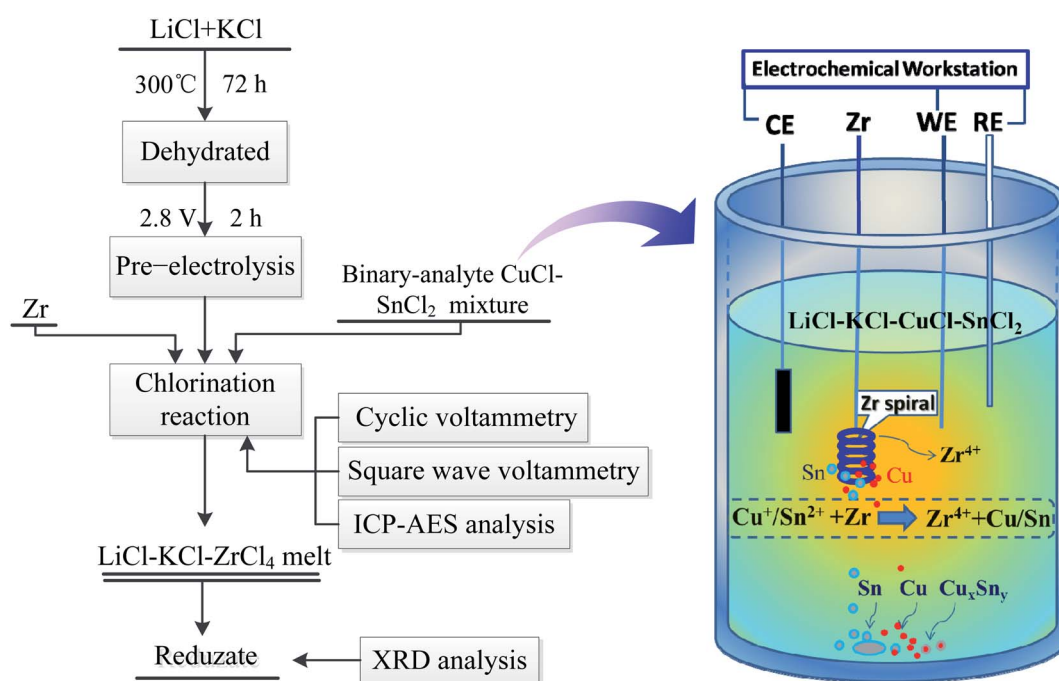 LiCl+KCl
300℃ 72 h
Dehydrated
2.8 V 2 h
Pre−electrolysis
Zr
Binary-analyte CuCl-
SnCl₂ mixture
Chlorination
reaction
Cyclic voltammetry
Square wave voltammetry
ICP-AES analysis
LiCl-KCl-ZrCl₄ melt
Reduzate
XRD analysis
Electrochemical Workstation
CE Zr WE RE
LiCl-KCl-CuCl-SnCl₂
Zr spiral
Zr⁴⁺
Sn Cu
Cu⁺/Sn²⁺ +Zr Zr⁴⁺+Cu/Sn
Sn Cu CuₓSnᵧ